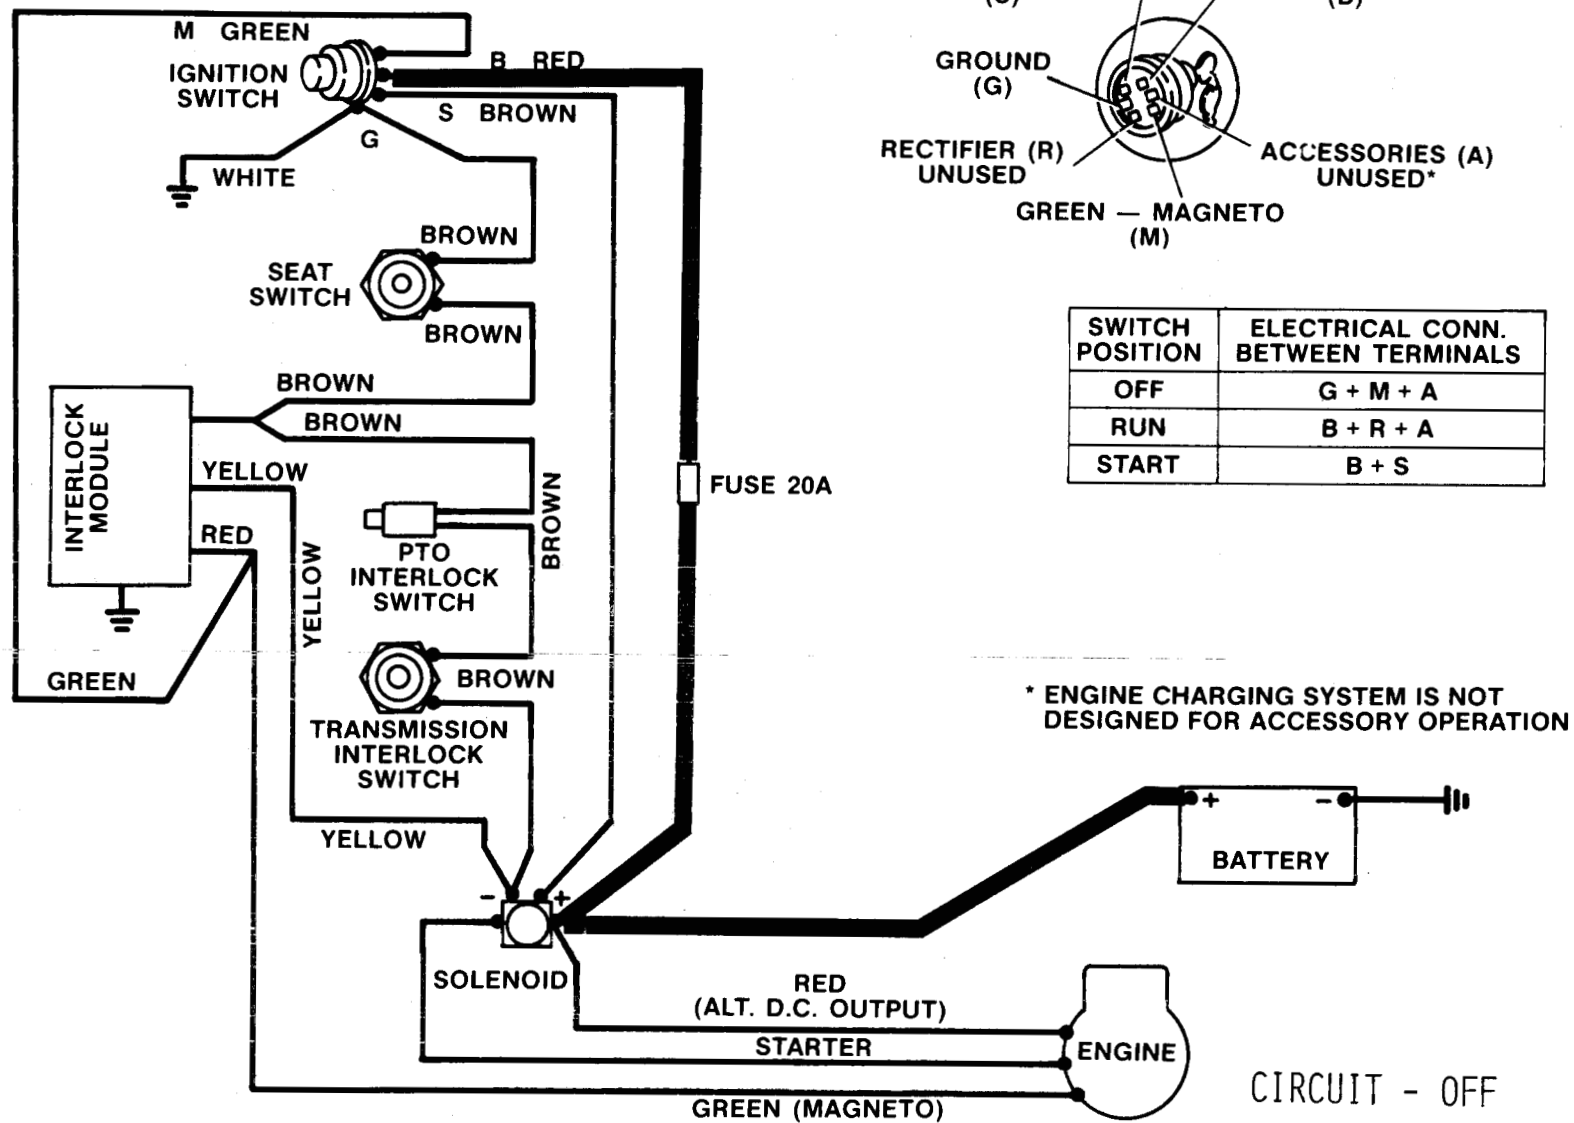 (S)
(B)
M GREEN
IGNITION
SWITCH
B RED
S BROWN
G
WHITE
GROUND
(G)
RECTIFIER (R)
UNUSED
ACCESSORIES (A)
UNUSED*
GREEN — MAGNETO
(M)
BROWN
SEAT
SWITCH
BROWN
SWITCH
POSITION
ELECTRICAL CONN.
BETWEEN TERMINALS
OFF
G + M + A
RUN
B + R + A
START
B + S
BROWN
BROWN
INTERLOCK
MODULE
YELLOW
RED
YELLOW
BROWN
FUSE 20A
PTO
INTERLOCK
SWITCH
GREEN
BROWN
TRANSMISSION
INTERLOCK
SWITCH
YELLOW
* ENGINE CHARGING SYSTEM IS NOT
DESIGNED FOR ACCESSORY OPERATION
+ −
BATTERY
− +
SOLENOID
RED
(ALT. D.C. OUTPUT)
STARTER
ENGINE
GREEN (MAGNETO)
CIRCUIT - OFF